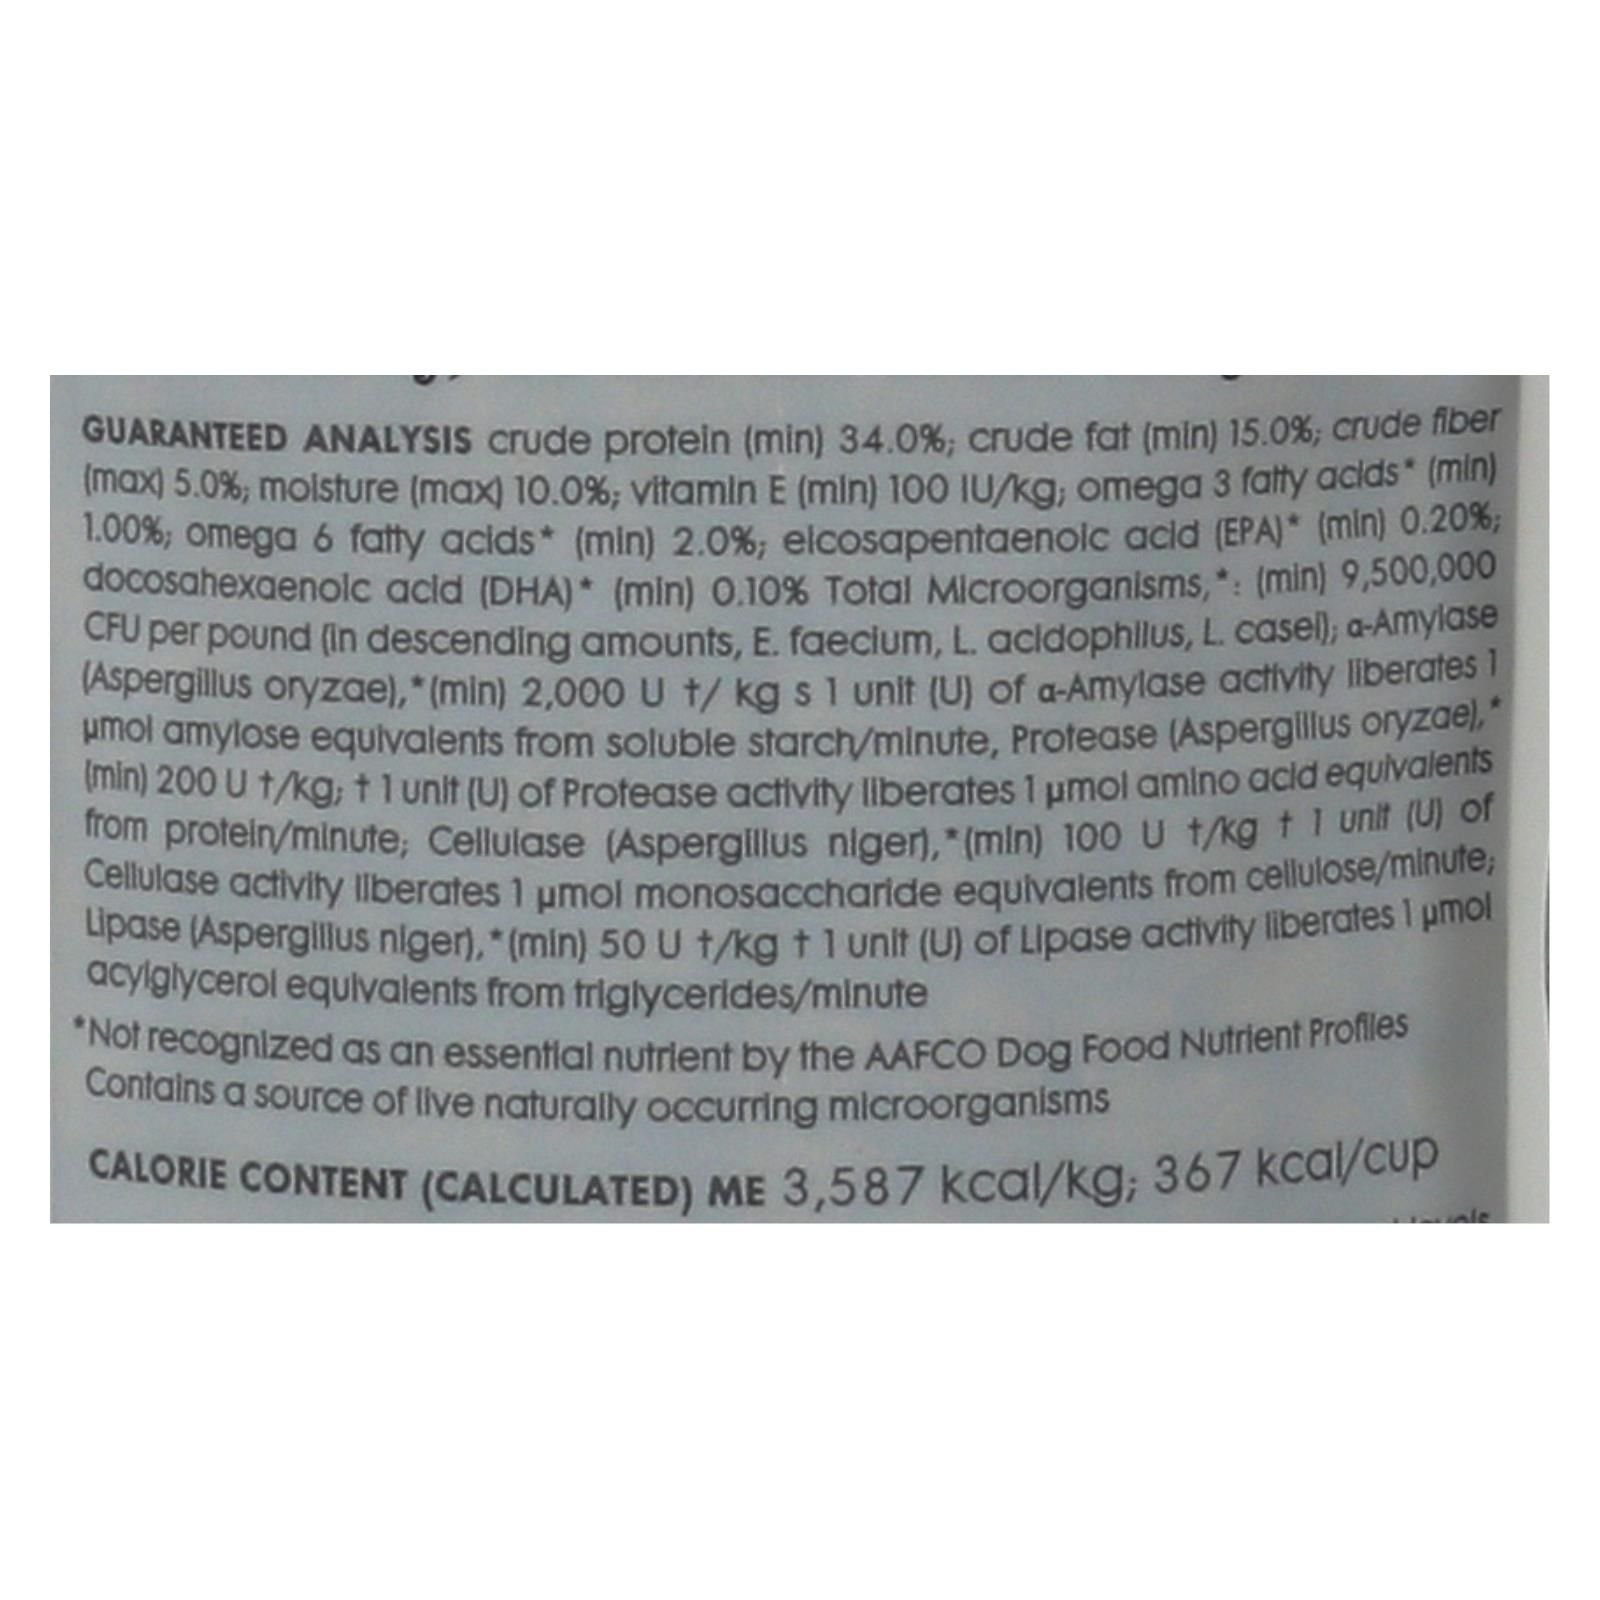 GUARANTEED ANALYSIS crude protein (min) 34.0%; crude fat (min) 15.0%; crude fiber
(max) 5.0%; moisture (max) 10.0%; vitamin E (min) 100 IU/kg; omega 3 fatty acids* (min)
1.00%; omega 6 fatty acids* (min) 2.0%; eicosapentaenoic acid (EPA)* (min) 0.20%;
docosahexaenoic acid (DHA)* (min) 0.10% Total Microorganisms,*: (min) 9,500,000
CFU per pound (in descending amounts, E. faecium, L. acidophilus, L. casei); α-Amylase
(Aspergillus oryzae),*(min) 2,000 U †/ kg s 1 unit (U) of α-Amylase activity liberates 1
µmol amylose equivalents from soluble starch/minute, Protease (Aspergillus oryzae),*
(min) 200 U †/kg; † 1 unit (U) of Protease activity liberates 1 µmol amino acid equivalents
from protein/minute; Cellulase (Aspergillus niger),*(min) 100 U †/kg † 1 unit (U) of
Cellulase activity liberates 1 µmol monosaccharide equivalents from cellulose/minute;
Lipase (Aspergillus niger),*(min) 50 U †/kg † 1 unit (U) of Lipase activity liberates 1 µmol
acylglycerol equivalents from triglycerides/minute
*Not recognized as an essential nutrient by the AAFCO Dog Food Nutrient Profiles
Contains a source of live naturally occurring microorganisms
CALORIE CONTENT (CALCULATED) ME 3,587 kcal/kg; 367 kcal/cup